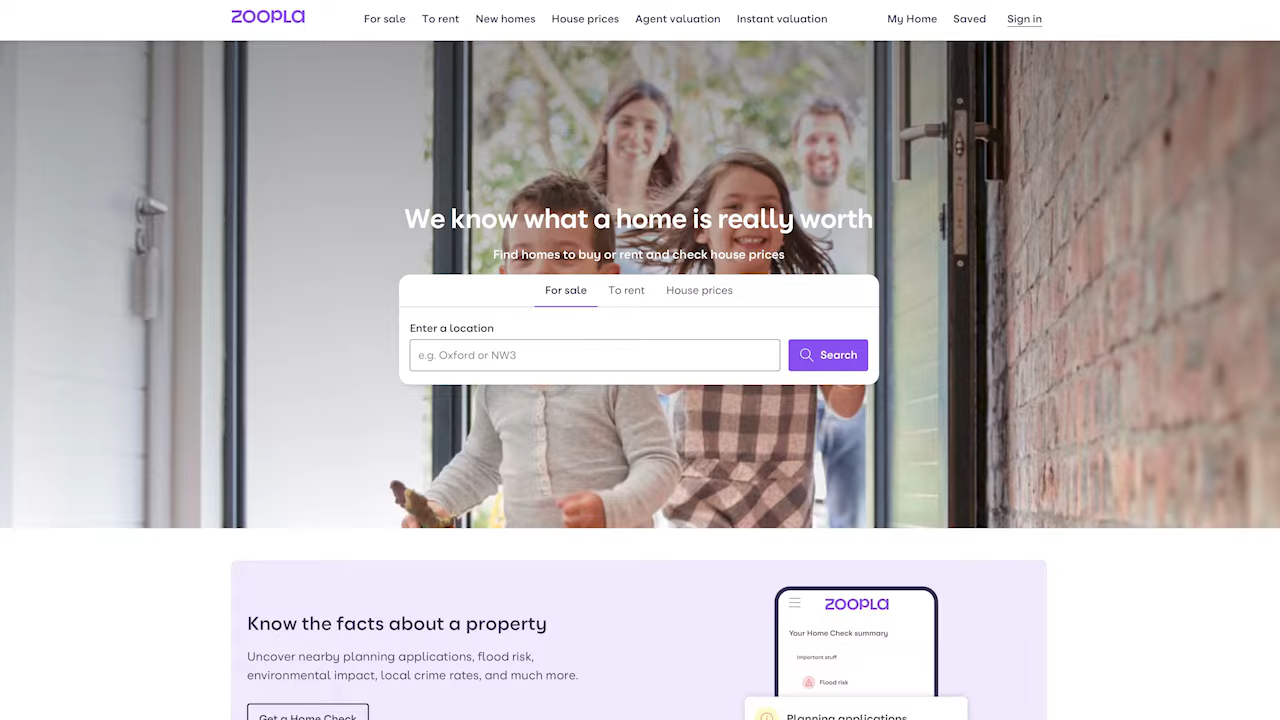 ZOOPLA
For sale To rent New homes House prices Agent valuation Instant valuation My Home Saved Sign in
We know what a home is really worth
Find homes to buy or rent and check house prices
For sale To rent House prices
Enter a location
e.g. Oxford or NW3
Search
Know the facts about a property
Uncover nearby planning applications, flood risk,
environmental impact, local crime rates, and much more.
Get a Home Check
ZOOPLA
Your Home Check summary
Important stuff
Flood risk
Planning applications